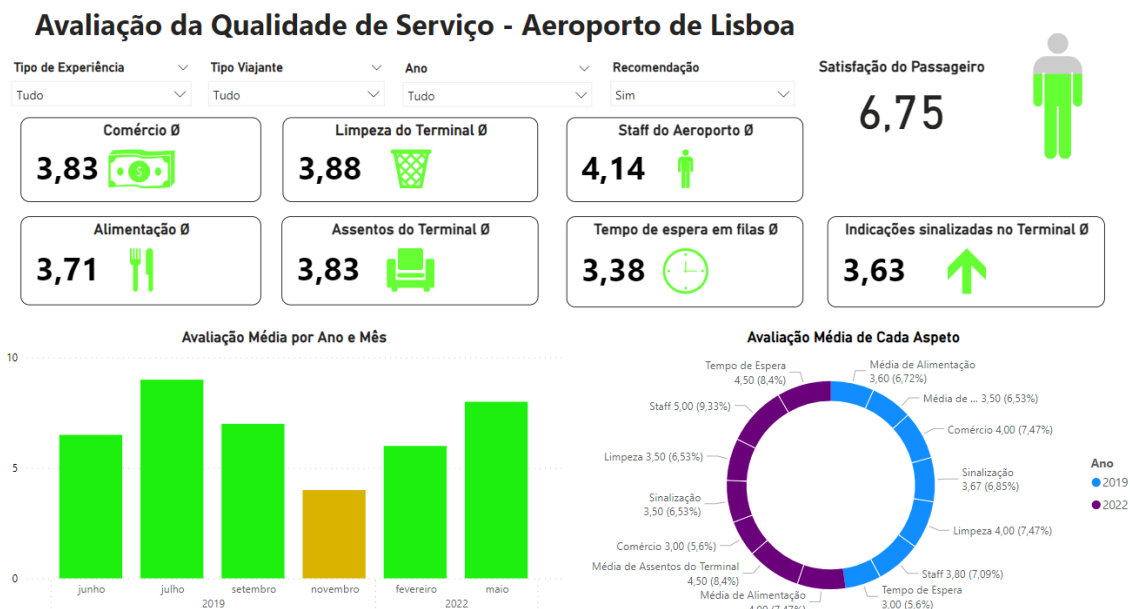 Avaliação da Qualidade de Serviço - Aeroporto de Lisboa
Tipo de Experiência
Tudo
Tipo Viajante
Tudo
Ano
Tudo
Recomendação
Sim
Satisfação do Passageiro
6,75
Comércio Ø
3,83
Limpeza do Terminal Ø
3,88
Staff do Aeroporto Ø
4,14
Alimentação Ø
3,71
Assentos do Terminal Ø
3,83
Tempo de espera em filas Ø
3,38
Indicações sinalizadas no Terminal Ø
3,63
Avaliação Média por Ano e Mês
10
5
0
junho
julho
setembro
novembro
fevereiro
maio
2019
2022
Avaliação Média de Cada Aspeto
Média de Alimentação
3,60 (6,72%)
Média de ... 3,50 (6,53%)
Comércio 4,00 (7,47%)
Sinalização
3,67 (6,85%)
Limpeza 4,00 (7,47%)
Staff 3,80 (7,09%)
Tempo de Espera
3,00 (5,6%)
Média de Alimentação
4,00 (7,47%)
Média de Assentos do Terminal
4,50 (8,4%)
Comércio 3,00 (5,6%)
Sinalização
3,50 (6,53%)
Limpeza 3,50 (6,53%)
Staff 5,00 (9,33%)
Tempo de Espera
4,50 (8,4%)
Ano
2019
2022